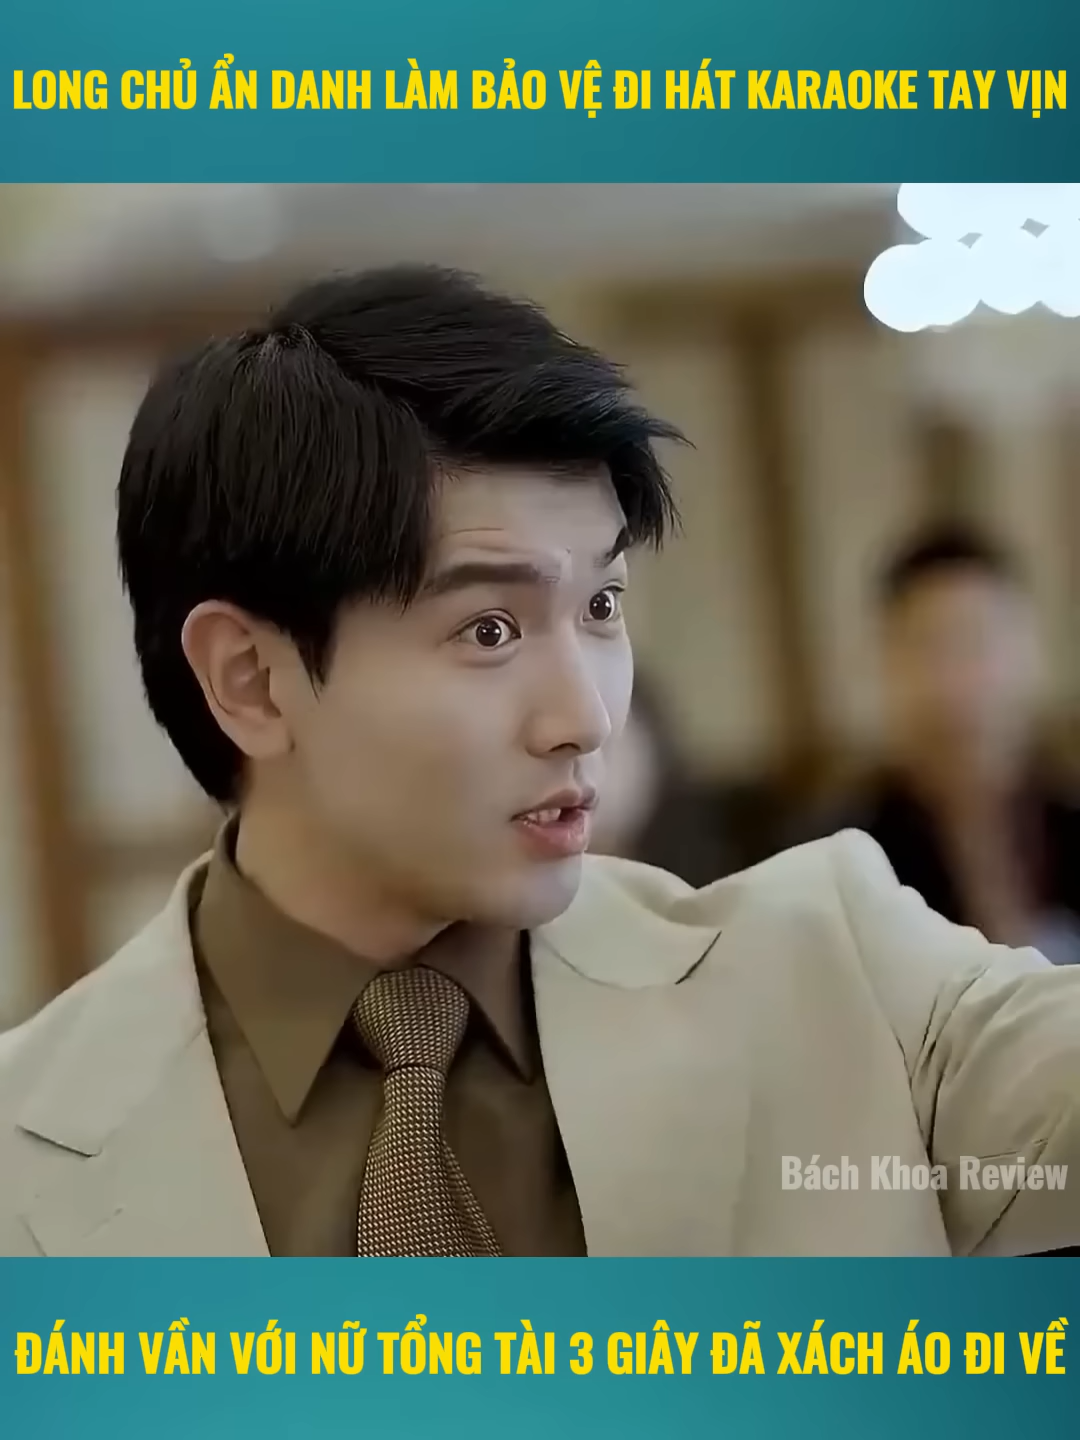 LONG CHỦ ẨN DANH LÀM BẢO VỆ ĐI HÁT KARAOKE TAY VỊN
Bách Khoa Review
ĐÁNH VẦN VỚI NỮ TỔNG TÀI 3 GIÂY ĐÃ XÁCH ÁO ĐI VỀ